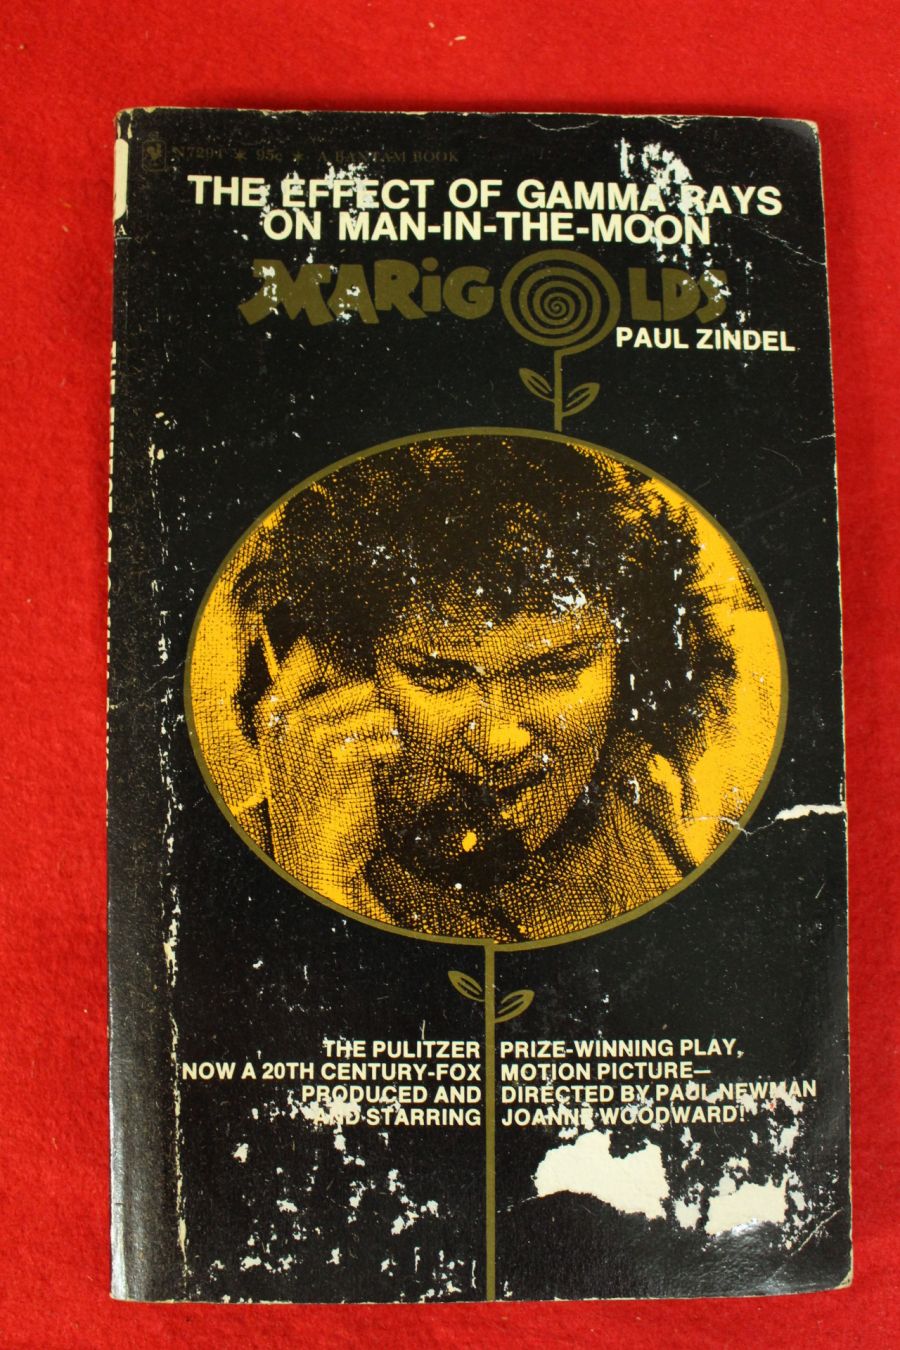 N7291 * 95¢ * A BANTAM BOOK
THE EFFECT OF GAMMA RAYS
ON MAN-IN-THE-MOON
MARIGOLDS
PAUL ZINDEL
THE PULITZER PRIZE-WINNING PLAY,
NOW A 20TH CENTURY-FOX MOTION PICTURE—
PRODUCED AND DIRECTED BY PAUL NEWMAN
AND STARRING JOANNE WOODWARD!